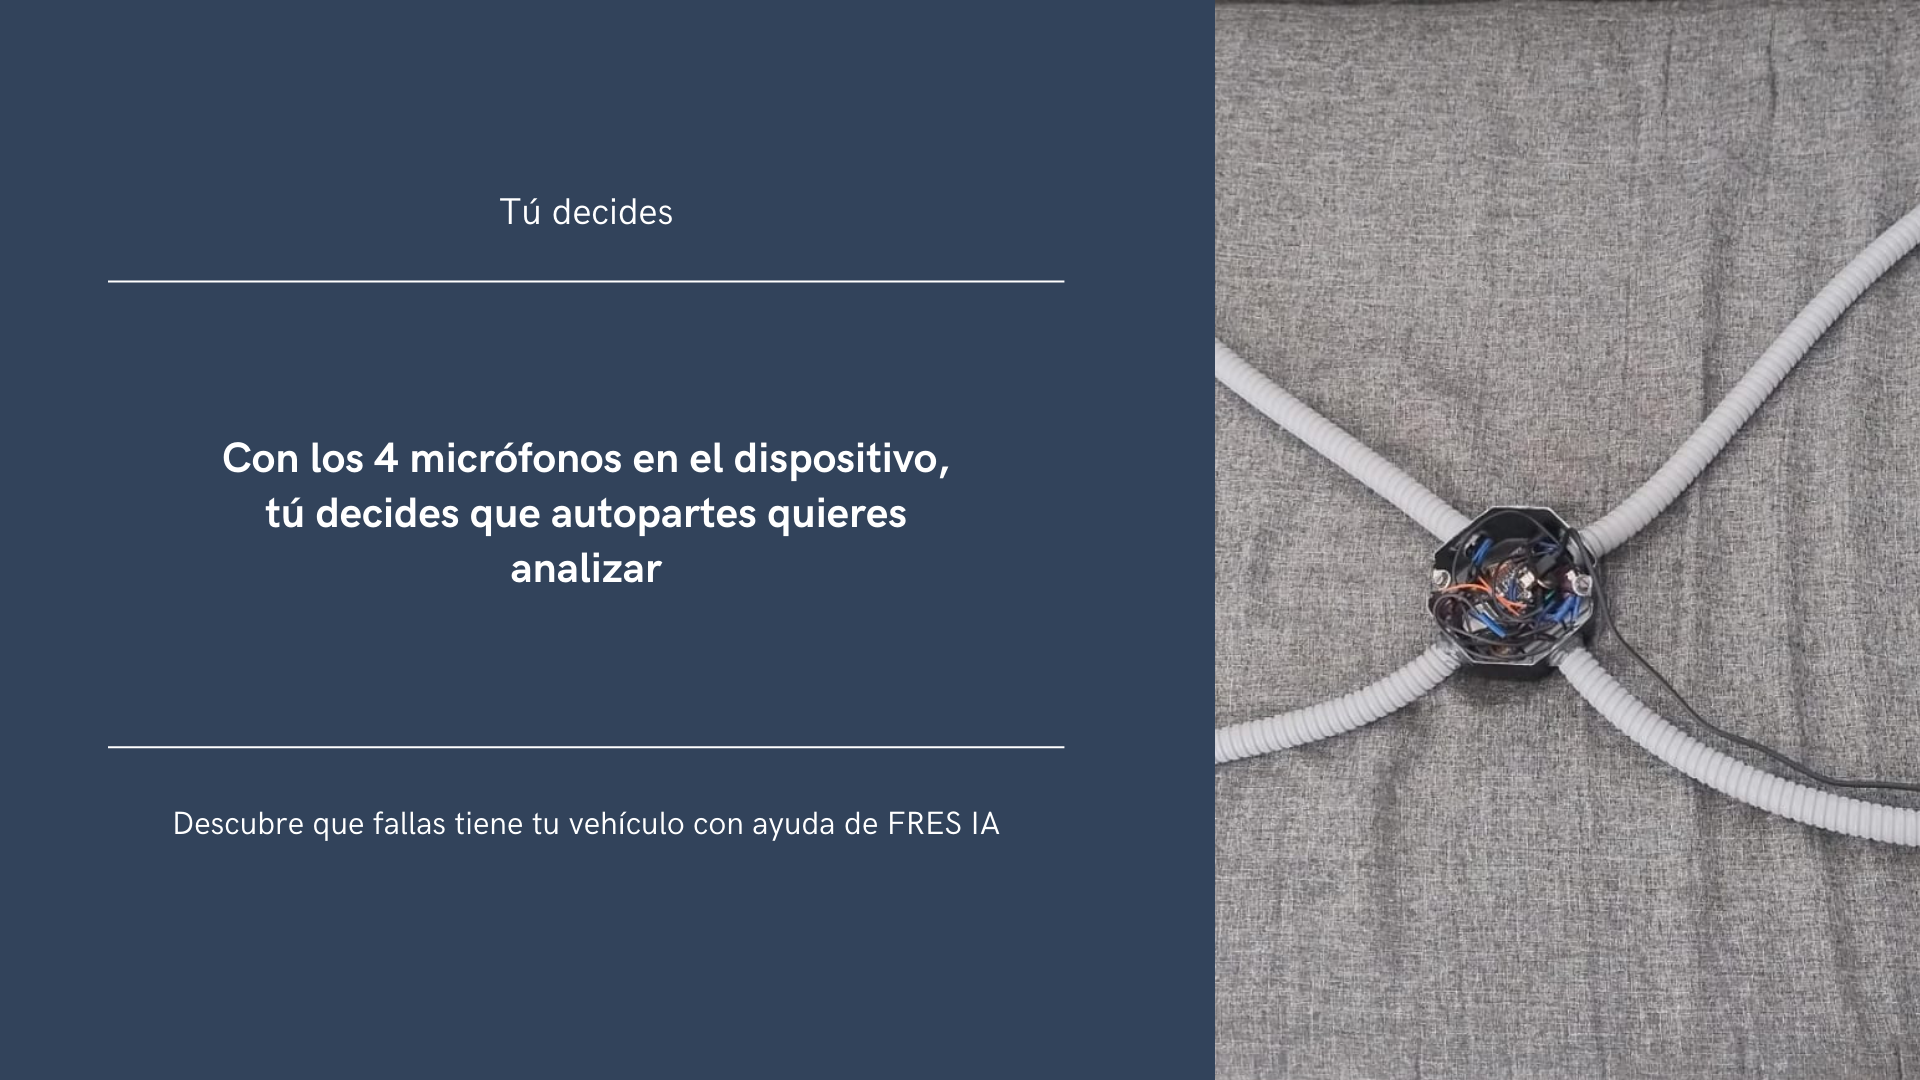 Tú decides
Con los 4 micrófonos en el dispositivo,
tú decides que autopartes quieres
analizar
Descubre que fallas tiene tu vehículo con ayuda de FRES IA